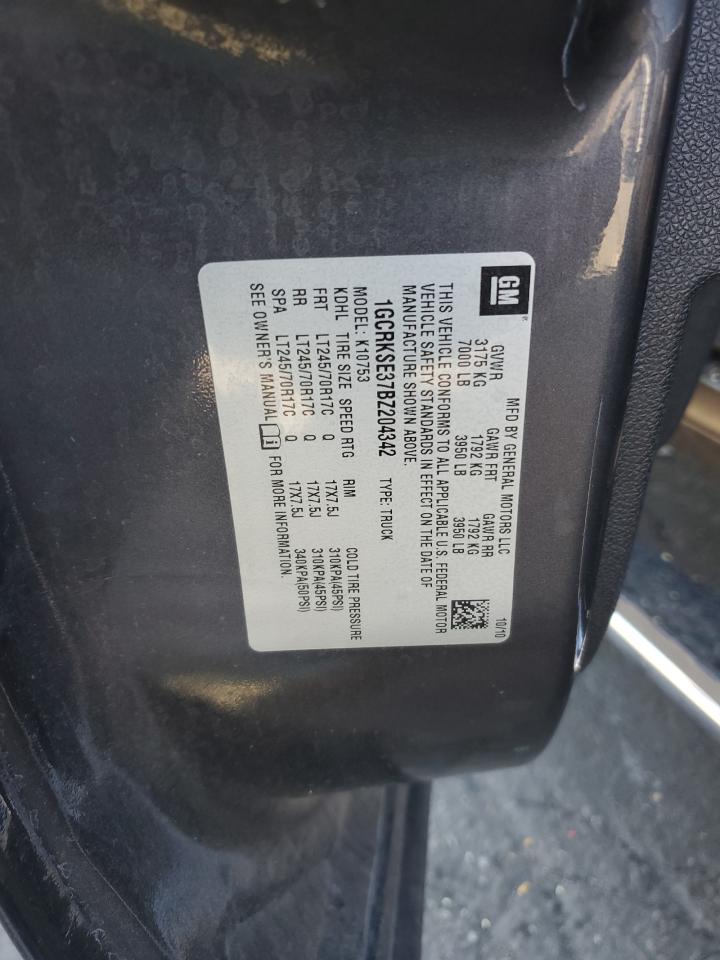 GM
MFD BY GENERAL MOTORS LLC 10/10
GVWR GAWR FRT GAWR RR
3175 KG 1792 KG 1792 KG
7000 LB 3950 LB 3950 LB
THIS VEHICLE CONFORMS TO ALL APPLICABLE U.S. FEDERAL MOTOR
VEHICLE SAFETY STANDARDS IN EFFECT ON THE DATE OF
MANUFACTURE SHOWN ABOVE.
1GCRKSE37BZ204342 TYPE: TRUCK
MODEL: K10753
KDHL TIRE SIZE SPEED RTG RIM COLD TIRE PRESSURE
FRT LT245/70R17C Q 17X7.5J 310KPA(45PSI)
RR LT245/70R17C Q 17X7.5J 310KPA(45PSI)
SPA LT245/70R17C Q 17X7.5J 340KPA(50PSI)
SEE OWNER'S MANUAL i FOR MORE INFORMATION.